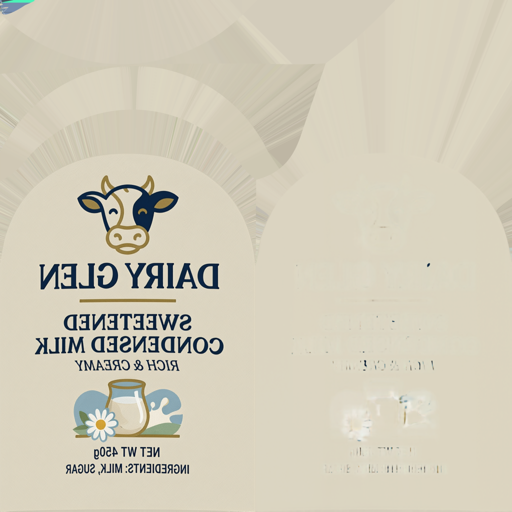 DAIRY GLEN
SWEETENED
CONDENSED MILK
RICH & CREAMY
NET WT 450g
INGREDIENTS: MILK, SUGAR